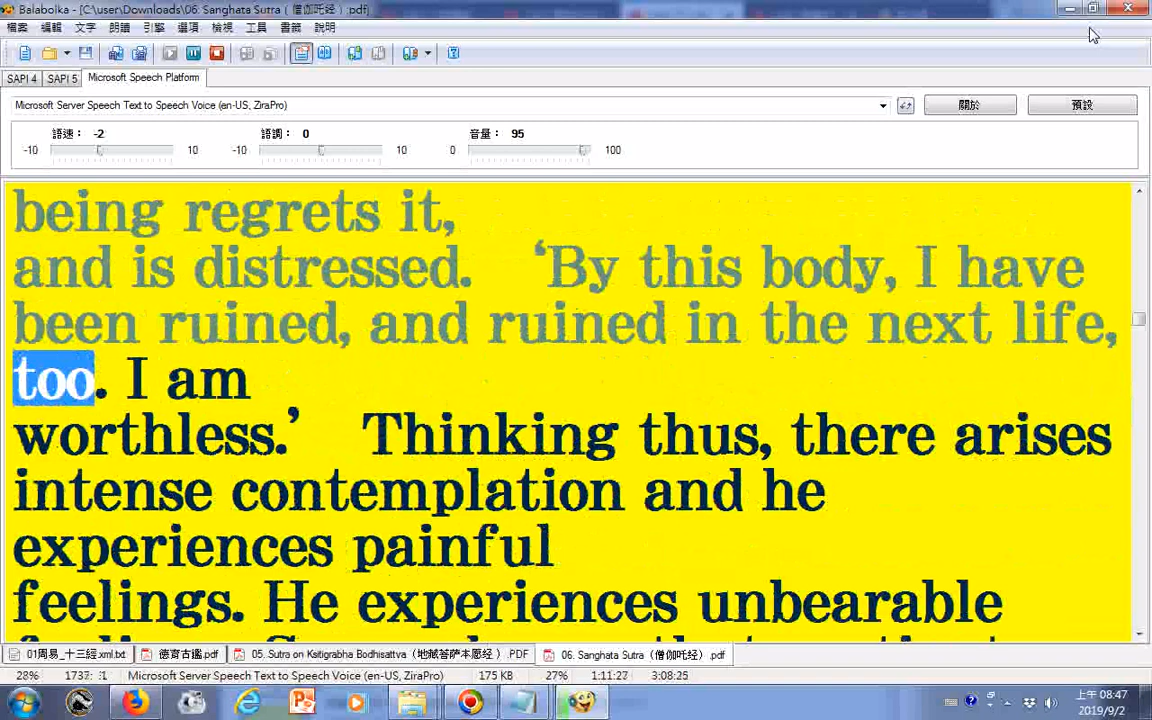 Balabolka - [C:\user\Downloads\06. Sanghata Sutra（僧伽吒经）.pdf]
檔案 編輯 文字 朗讀 引擎 選項 檢視 工具 書籤 說明
SAPI 4 SAPI 5 Microsoft Speech Platform
Microsoft Server Speech Text to Speech Voice (en-US, ZiraPro) 關於 預設
語速： -2 語調： 0 音量： 95
-10 10 -10 10 0 100
being regrets it,
and is distressed. ‘By this body, I have
been ruined, and ruined in the next life,
too. I am
worthless.’ Thinking thus, there arises
intense contemplation and he
experiences painful
feelings. He experiences unbearable
01周易_十三經.xml.txt 德育古鑑.pdf 05. Sutra on Ksitigrabha Bodhisattva（地藏菩萨本愿经）.PDF 06. Sanghata Sutra（僧伽吒经）.pdf
28% 1737: :1 Microsoft Server Speech Text to Speech Voice (en-US, ZiraPro) 175 KB 27% 1:11:27 3:08:25
上午 08:47
2019/9/2